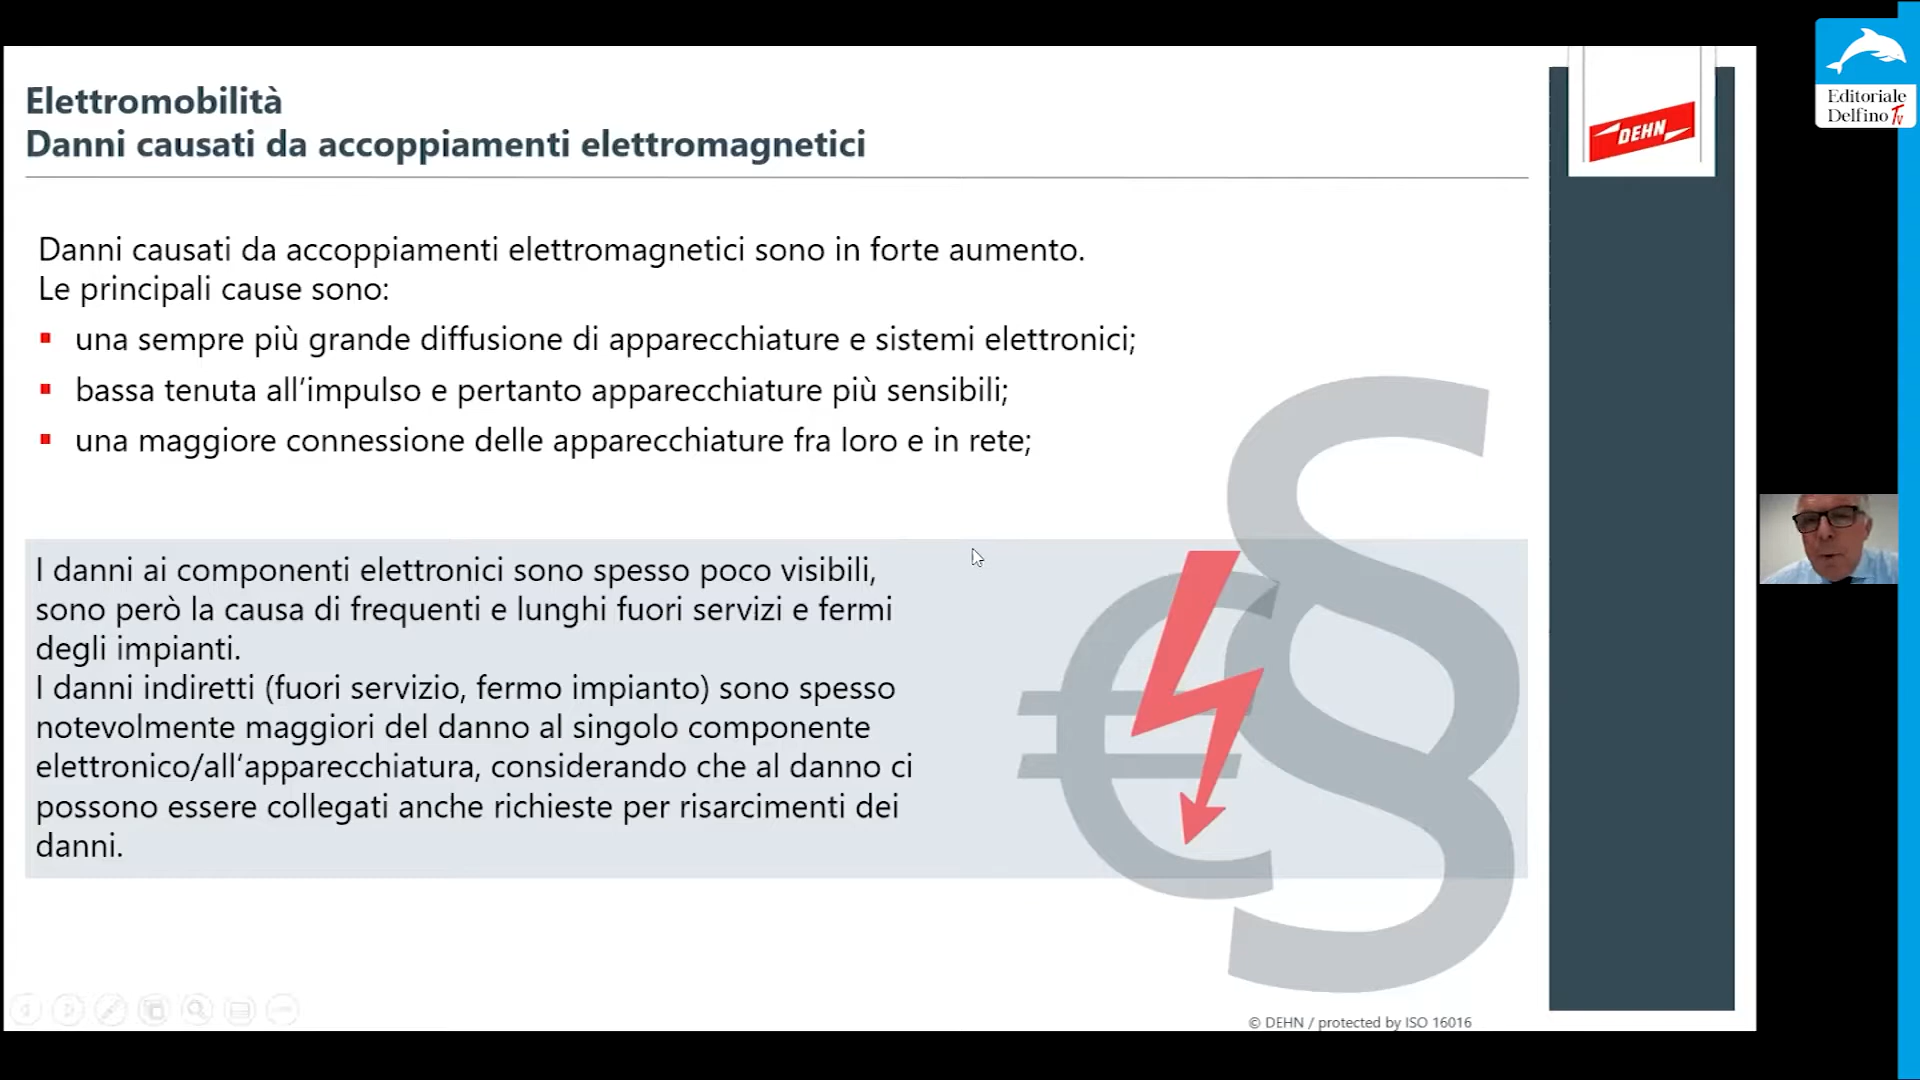 Elettromobilità
Danni causati da accoppiamenti elettromagnetici
DEHN
Editoriale
Delfino Tv
Danni causati da accoppiamenti elettromagnetici sono in forte aumento.
Le principali cause sono:
una sempre più grande diffusione di apparecchiature e sistemi elettronici;
bassa tenuta all'impulso e pertanto apparecchiature più sensibili;
una maggiore connessione delle apparecchiature fra loro e in rete;
I danni ai componenti elettronici sono spesso poco visibili,
sono però la causa di frequenti e lunghi fuori servizi e fermi
degli impianti.
I danni indiretti (fuori servizio, fermo impianto) sono spesso
notevolmente maggiori del danno al singolo componente
elettronico/all'apparecchiatura, considerando che al danno ci
possono essere collegati anche richieste per risarcimenti dei
danni.
€ §
© DEHN / protected by ISO 16016